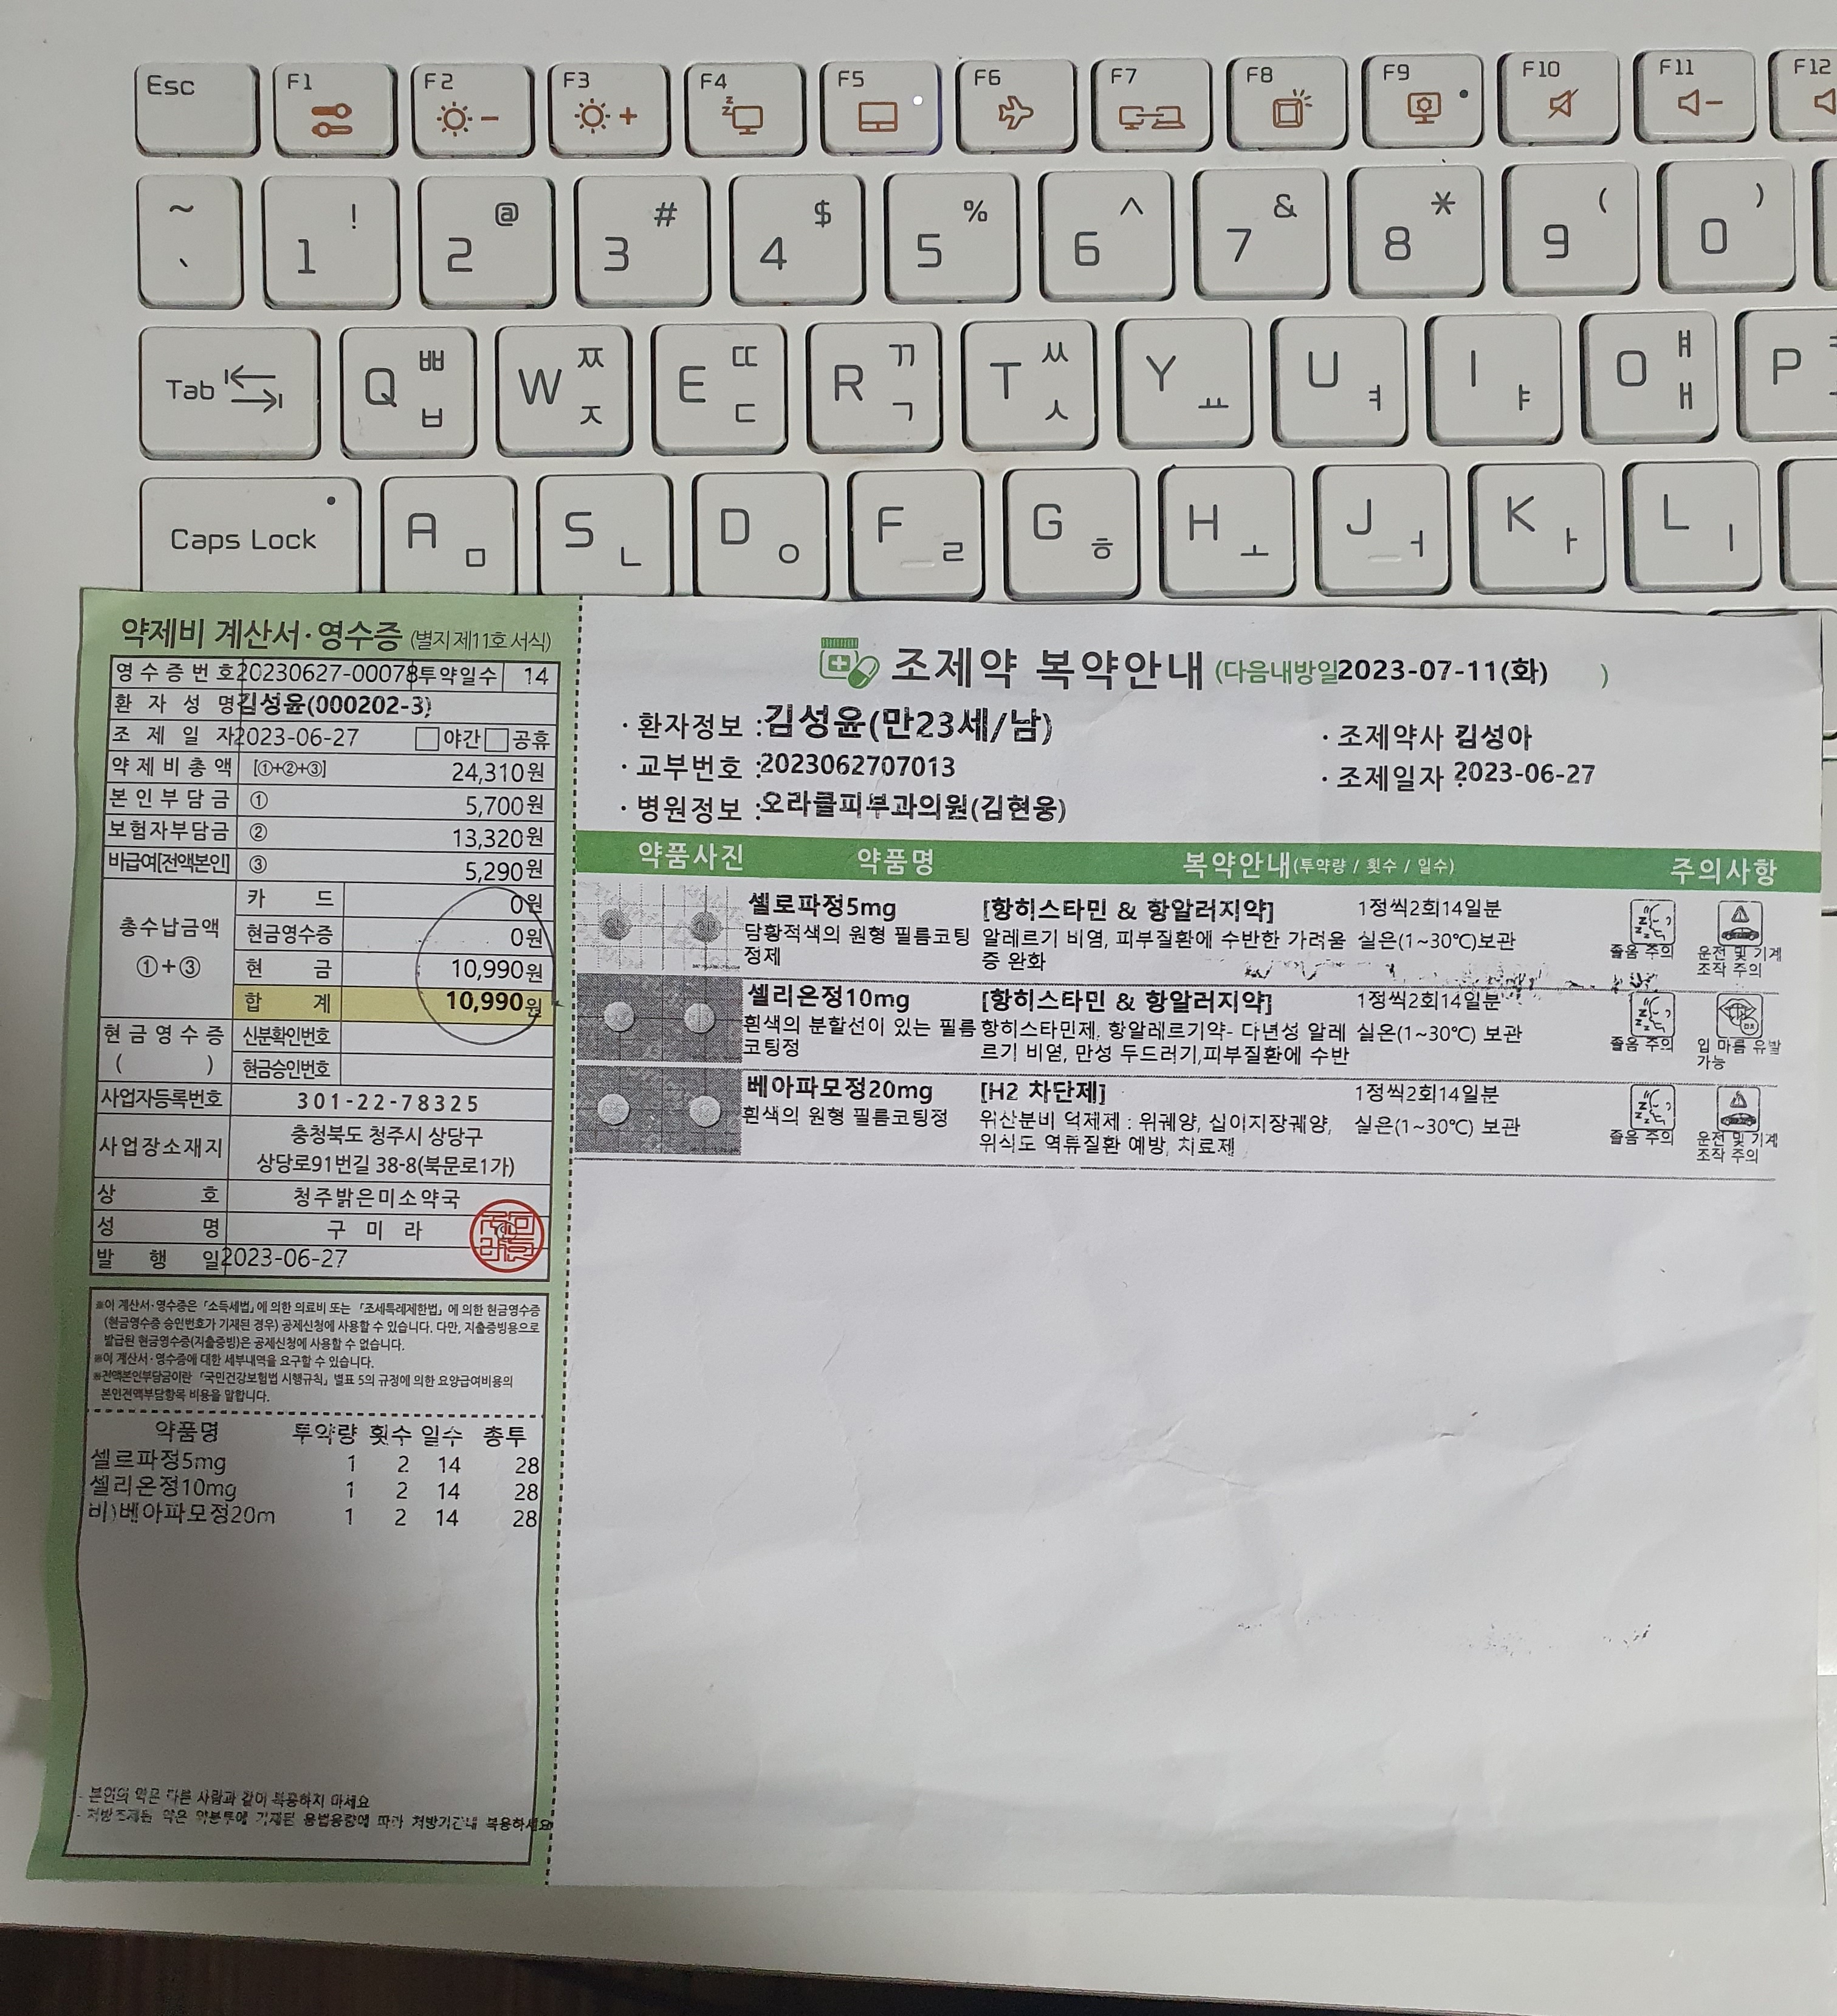 Esc F1 F2 F3 F4 F5 F6 F7 F8 F9 F10 F11 F12
~ ` ! 1 @ 2 # 3 $ 4 % 5 ^ 6 & 7 * 8 ( 9 ) 0
Tab Q ㅃ ㅂ W ㅉ ㅈ E ㄸ ㄷ R ㄲ ㄱ T ㅆ ㅅ Y ㅛ U ㅕ I ㅑ O ㅒ ㅐ P
Caps Lock A ㅁ S ㄴ D ㅇ F ㄹ G ㅎ H ㅗ J ㅓ K ㅏ L ㅣ
약제비 계산서·영수증 (별지 제11호 서식)
영수증번호 20230627-00078 투약일수 14
환자성명 김성윤(000202-3)
조제일자 2023-06-27 □야간□공휴
약제비총액 [①+②+③] 24,310원
본인부담금 ① 5,700원
보험자부담금 ② 13,320원
비급여[전액본인] ③ 5,290원
총수납금액 ①+③
카드 0원
현금영수증 0원
현금 10,990원
합계 10,990원
현금영수증 ( )
신분확인번호
현금승인번호
사업자등록번호 301-22-78325
사업장소재지 충청북도 청주시 상당구
상당로91번길 38-8(북문로1가)
상호 청주밝은미소약국
성명 구미라
발행일 2023-06-27
※이 계산서·영수증은 「소득세법」에 의한 의료비 또는 「조세특례제한법」에 의한 현금영수증
(현금영수증 승인번호가 기재된 경우) 공제신청에 사용할 수 있습니다. 다만, 지출증빙용으로
발급된 현금영수증(지출증빙)은 공제신청에 사용할 수 없습니다.
※이 계산서·영수증에 대한 세부내역을 요구할 수 있습니다.
※전액본인부담금이란 「국민건강보험법 시행규칙」 별표 5의 규정에 의한 요양급여비용의
본인전액부담항목 비용을 말합니다.
약품명 투약량 횟수 일수 총투
셀로파정5mg 1 2 14 28
셀리온정10mg 1 2 14 28
비)베아파모정20m 1 2 14 28
- 본인의 약은 다른 사람과 같이 복용하지 마세요
- 처방조제된 약은 약봉투에 기재된 용법용량에 따라 처방기간내 복용하세요
조제약 복약안내 (다음내방일 2023-07-11(화) )
· 환자정보 : 김성윤(만23세/남)
· 조제약사 김성아
· 교부번호 : 2023062707013
· 조제일자 : 2023-06-27
· 병원정보 : 오라클피부과의원(김현웅)
약품사진 약품명 복약안내(투약량 / 횟수 / 일수) 주의사항
셀로파정5mg [항히스타민 & 항알러지약] 1정씩2회14일분
담황적색의 원형 필름코팅 알레르기 비염, 피부질환에 수반한 가려움 실온(1~30℃)보관
정제 증 완화
졸음 주의 운전 및 기계
조작 주의
셀리온정10mg [항히스타민 & 항알러지약] 1정씩2회14일분
흰색의 분할선이 있는 필름 항히스타민제, 항알레르기약- 다년성 알레 실온(1~30℃) 보관
코팅정 르기 비염, 만성 두드러기,피부질환에 수반
졸음 주의 입 마름 유발
가능
베아파모정20mg [H2 차단제] 1정씩2회14일분
흰색의 원형 필름코팅정 위산분비 억제제 : 위궤양, 십이지장궤양, 실온(1~30℃) 보관
위식도 역류질환 예방, 치료제
졸음 주의 운전 및 기계
조작 주의